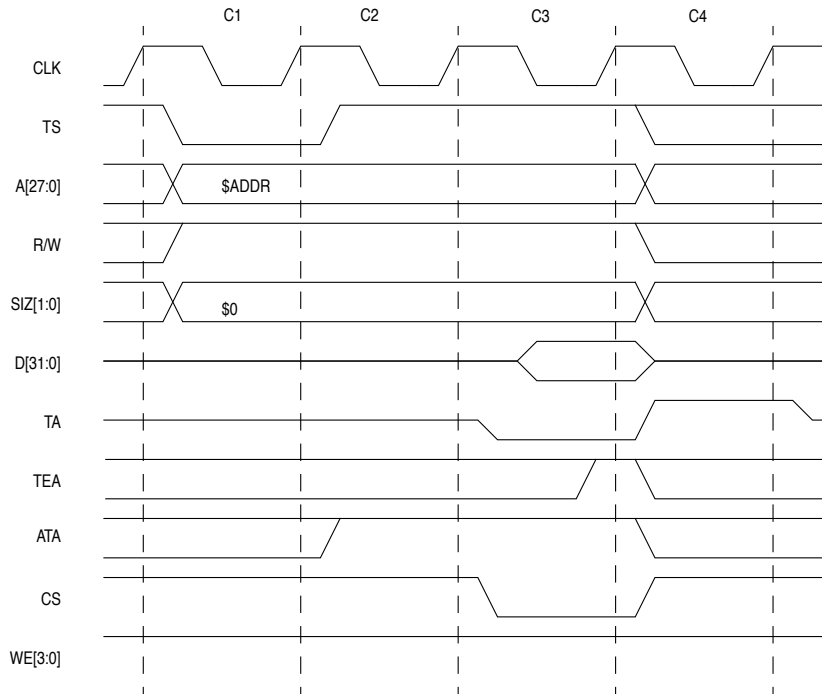 C1 C2 C3 C4
CLK
TS
A[27:0] $ADDR
R/W
SIZ[1:0] $0
D[31:0]
TA
TEA
ATA
CS
WE[3:0]